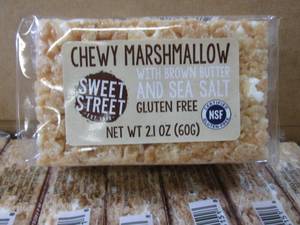 CHEWY MARSHMALLOW
WITH BROWN BUTTER
AND SEA SALT
GLUTEN FREE
SWEET
STREET
NSF
NET WT 2.1 OZ (60G)